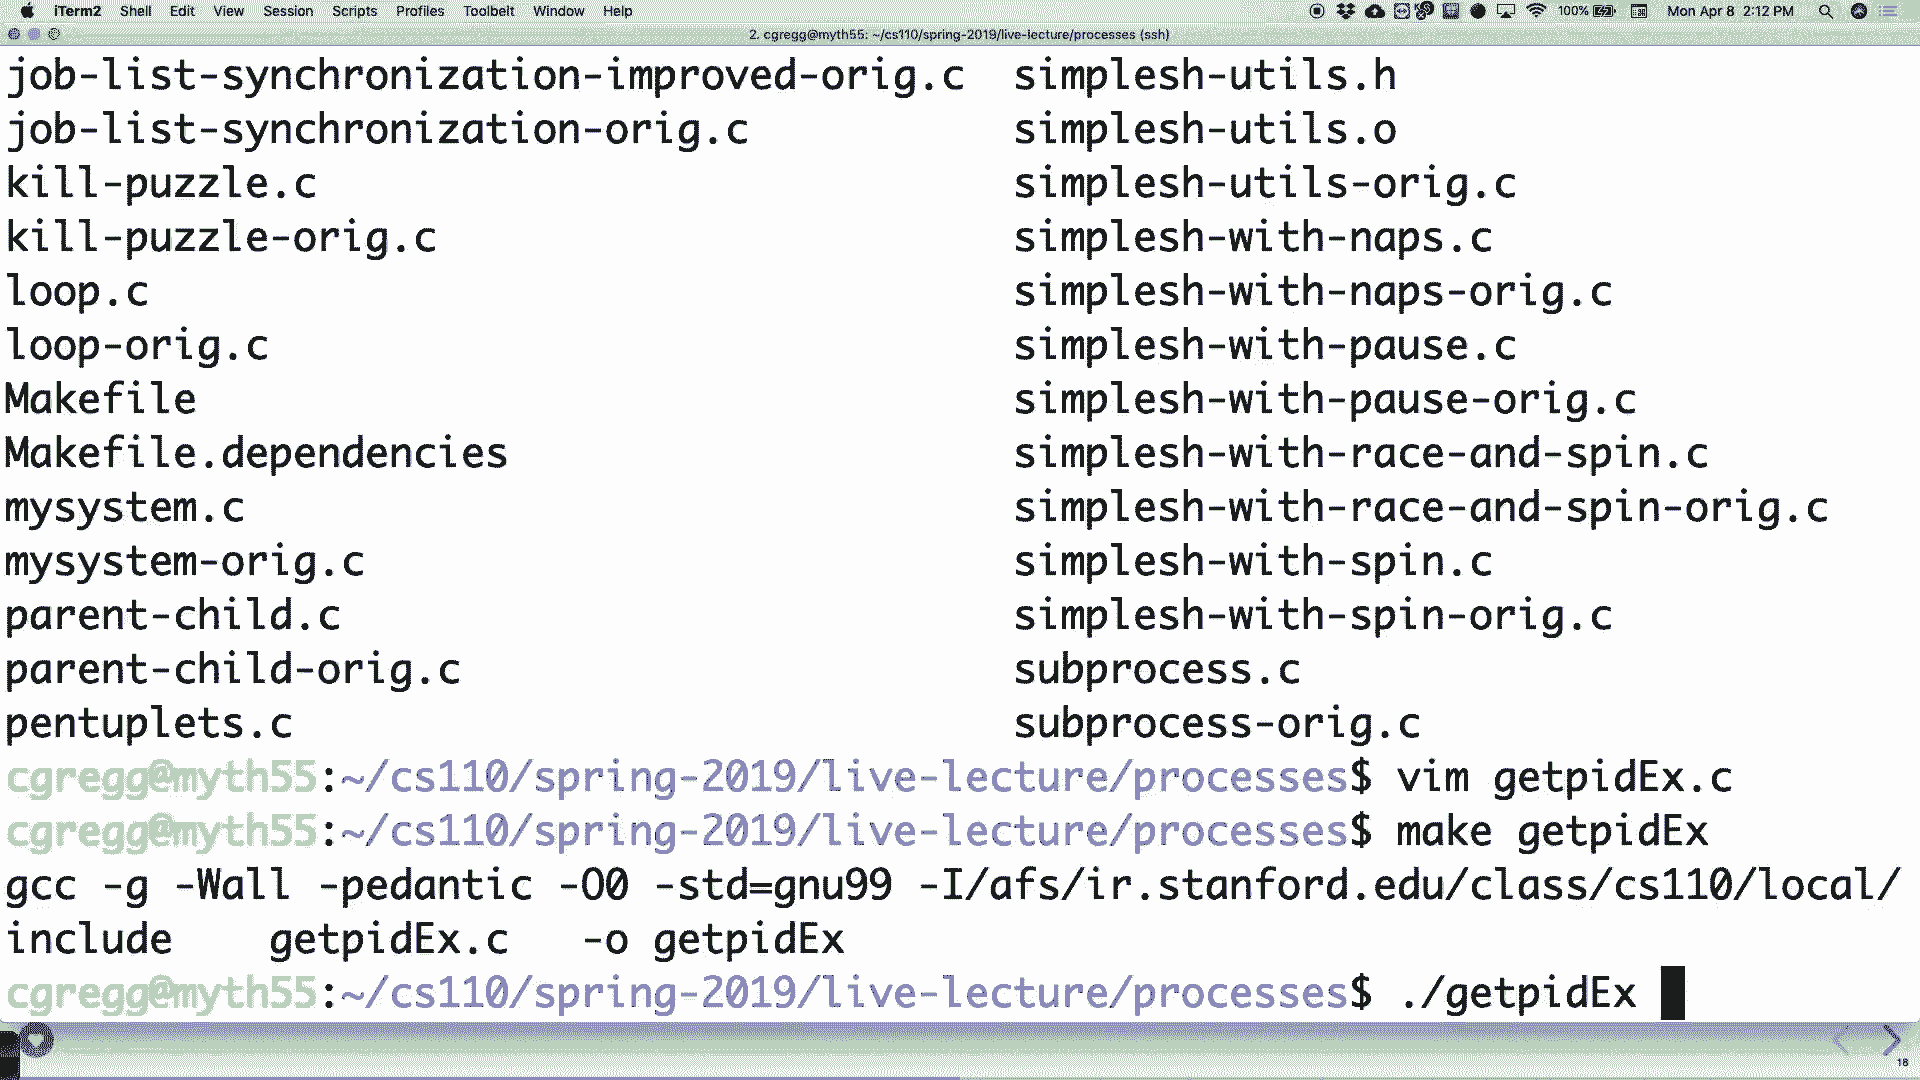 iTerm2 Shell Edit View Session Scripts Profiles Toolbelt Window Help 100% Mon Apr 8 2:12 PM
2. cgregg@myth55: ~/cs110/spring-2019/live-lecture/processes (ssh)
job-list-synchronization-improved-orig.c simplesh-utils.h
job-list-synchronization-orig.c simplesh-utils.o
kill-puzzle.c simplesh-utils-orig.c
kill-puzzle-orig.c simplesh-with-naps.c
loop.c simplesh-with-naps-orig.c
loop-orig.c simplesh-with-pause.c
Makefile simplesh-with-pause-orig.c
Makefile.dependencies simplesh-with-race-and-spin.c
mysystem.c simplesh-with-race-and-spin-orig.c
mysystem-orig.c simplesh-with-spin.c
parent-child.c simplesh-with-spin-orig.c
parent-child-orig.c subprocess.c
pentuplets.c subprocess-orig.c
cgregg@myth55:~/cs110/spring-2019/live-lecture/processes$ vim getpidEx.c
cgregg@myth55:~/cs110/spring-2019/live-lecture/processes$ make getpidEx
gcc -g -Wall -pedantic -O0 -std=gnu99 -I/afs/ir.stanford.edu/class/cs110/local/
include getpidEx.c -o getpidEx
cgregg@myth55:~/cs110/spring-2019/live-lecture/processes$ ./getpidEx
18